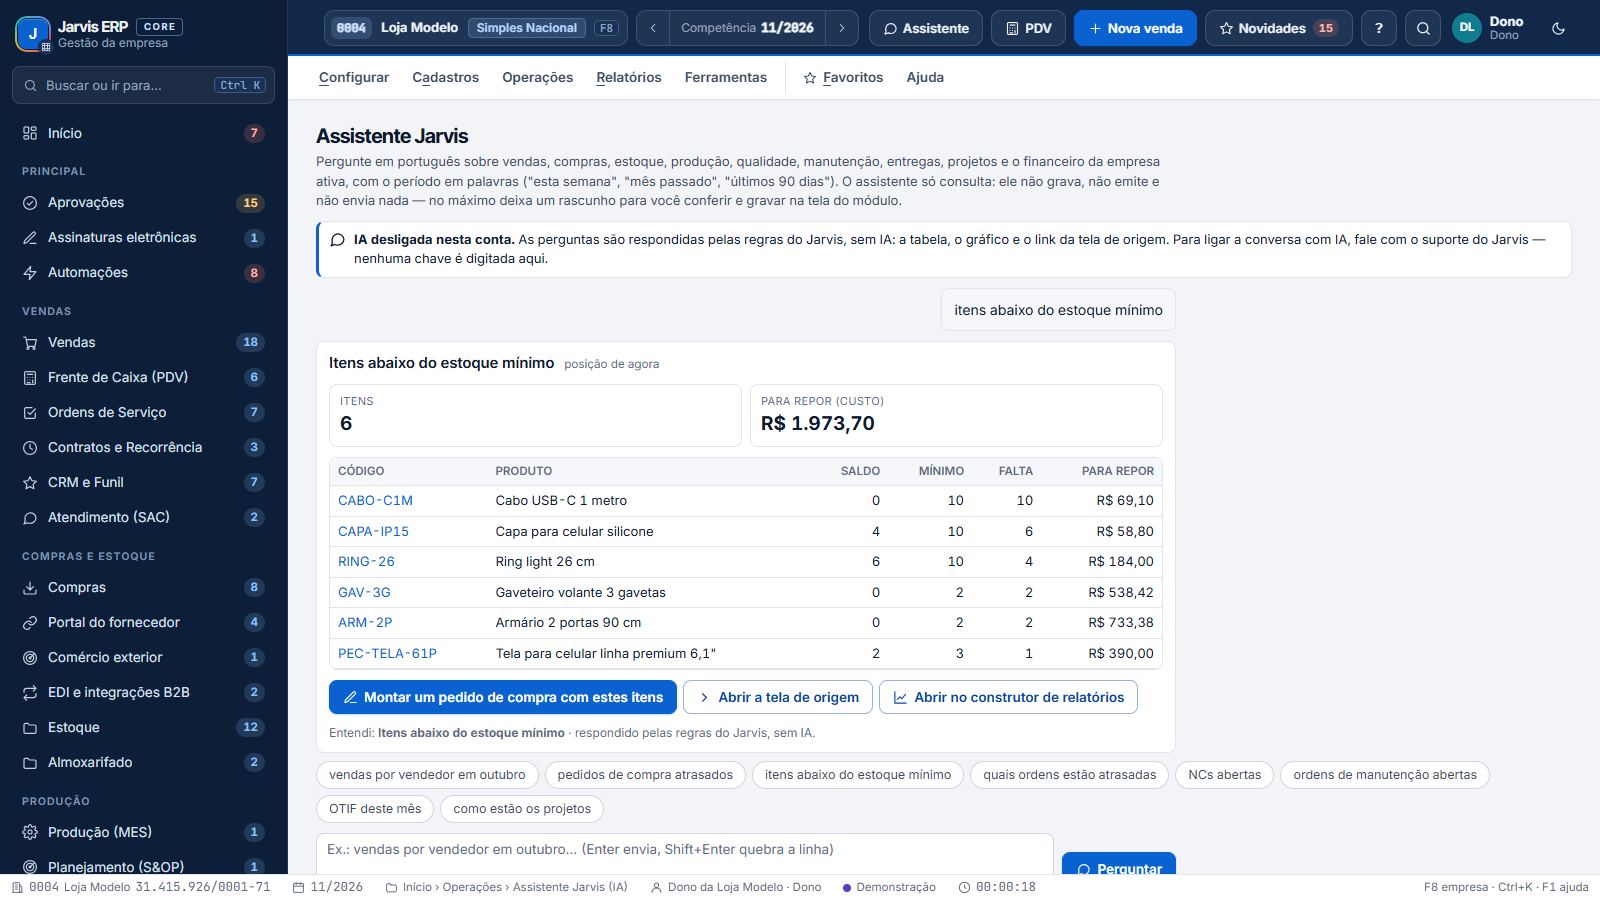 J
Jarvis ERP CORE
Gestão da empresa
Buscar ou ir para... Ctrl K
Início 7
PRINCIPAL
Aprovações 15
Assinaturas eletrônicas 1
Automações 8
VENDAS
Vendas 18
Frente de Caixa (PDV) 6
Ordens de Serviço 7
Contratos e Recorrência 3
CRM e Funil 7
Atendimento (SAC) 2
COMPRAS E ESTOQUE
Compras 8
Portal do fornecedor 4
Comércio exterior 1
EDI e integrações B2B 2
Estoque 12
Almoxarifado 2
PRODUÇÃO
Produção (MES) 1
Planejamento (S&OP) 1
0004 Loja Modelo Simples Nacional F8
Competência 11/2026
Assistente
PDV
Nova venda
Novidades 15
?
DL
Dono
Dono
Configurar Cadastros Operações Relatórios Ferramentas Favoritos Ajuda
Assistente Jarvis
Pergunte em português sobre vendas, compras, estoque, produção, qualidade, manutenção, entregas, projetos e o financeiro da empresa
ativa, com o período em palavras ("esta semana", "mês passado", "últimos 90 dias"). O assistente só consulta: ele não grava, não emite e
não envia nada — no máximo deixa um rascunho para você conferir e gravar na tela do módulo.
IA desligada nesta conta. As perguntas são respondidas pelas regras do Jarvis, sem IA: a tabela, o gráfico e o link da tela de origem. Para ligar a conversa com IA, fale com o suporte do Jarvis —
nenhuma chave é digitada aqui.
itens abaixo do estoque mínimo
Itens abaixo do estoque mínimo posição de agora
ITENS
6
PARA REPOR (CUSTO)
R$ 1.973,70
CÓDIGO PRODUTO SALDO MÍNIMO FALTA PARA REPOR
CABO-C1M Cabo USB-C 1 metro 0 10 10 R$ 69,10
CAPA-IP15 Capa para celular silicone 4 10 6 R$ 58,80
RING-26 Ring light 26 cm 6 10 4 R$ 184,00
GAV-3G Gaveteiro volante 3 gavetas 0 2 2 R$ 538,42
ARM-2P Armário 2 portas 90 cm 0 2 2 R$ 733,38
PEC-TELA-61P Tela para celular linha premium 6,1" 2 3 1 R$ 390,00
Montar um pedido de compra com estes itens
Abrir a tela de origem
Abrir no construtor de relatórios
Entendi: Itens abaixo do estoque mínimo · respondido pelas regras do Jarvis, sem IA.
vendas por vendedor em outubro
pedidos de compra atrasados
itens abaixo do estoque mínimo
quais ordens estão atrasadas
NCs abertas
ordens de manutenção abertas
OTIF deste mês
como estão os projetos
Ex.: vendas por vendedor em outubro... (Enter envia, Shift+Enter quebra a linha)
Perguntar
0004 Loja Modelo 31.415.926/0001-71 11/2026 Início › Operações › Assistente Jarvis (IA) Dono da Loja Modelo · Dono Demonstração 00:00:18 F8 empresa · Ctrl+K · F1 ajuda